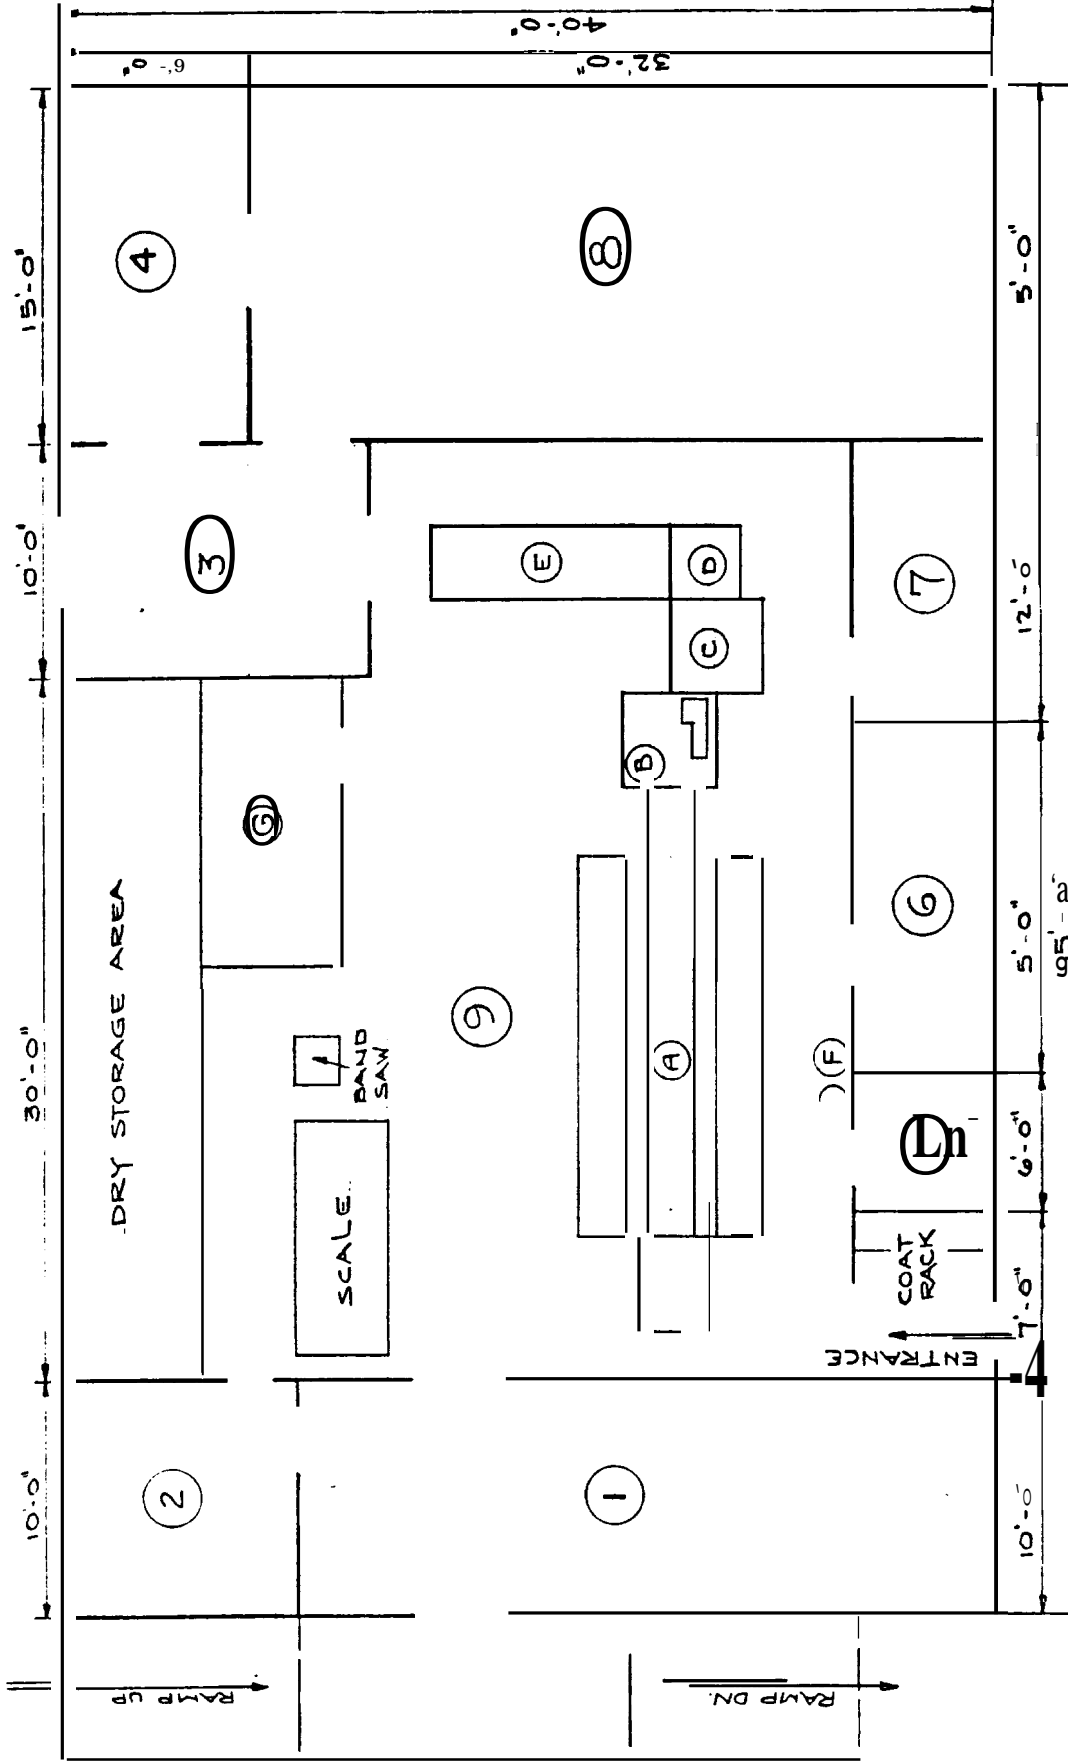 40'-0"
6'- 0"
32'-0"
15'-0"
10'-0"
30'-0"
10'-0"
4
8
3
E
D
7
C
B
G
DRY STORAGE AREA
9
6
A
F
BAND
SAW
SCALE
Ln
COAT
RACK
ENTRANCE
2
1
RAMP UP
RAMP DN.
5'-0"
12'-0"
5'-0"
6'-0"
7'-0"
10'-0"